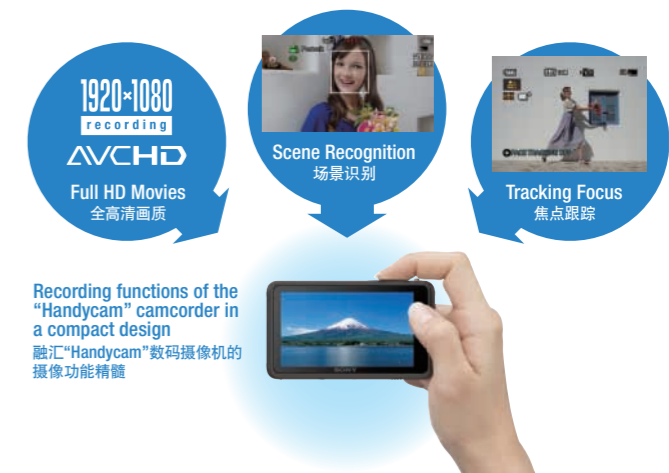 1920×1080
recording
AVCHD
Full HD Movies
全高清画质
Scene Recognition
场景识别
Tracking Focus
焦点跟踪
Recording functions of the
“Handycam” camcorder in
a compact design
融汇“Handycam”数码摄像机的
摄像功能精髓
SONY